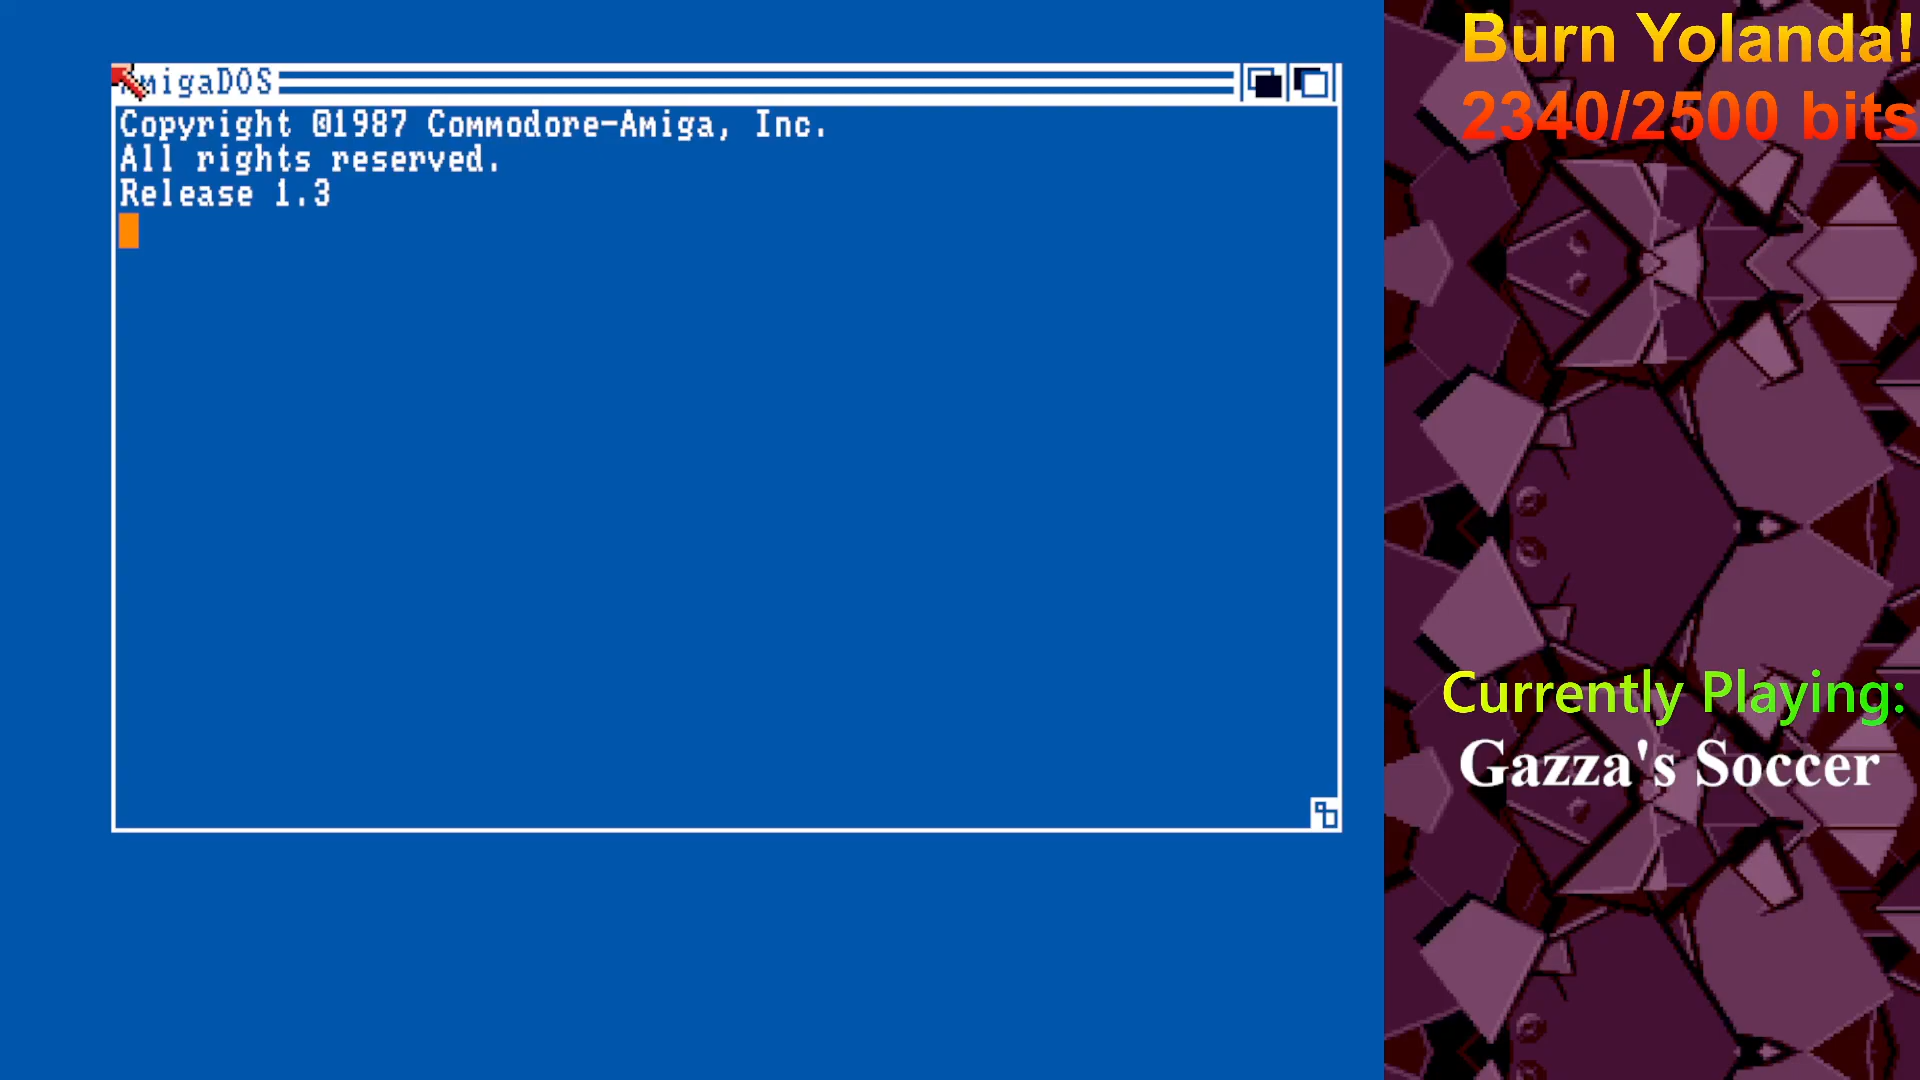 AmigaDOS
Copyright ©1987 Commodore-Amiga, Inc.
All rights reserved.
Release 1.3
Burn Yolanda!
2340/2500 bits
Currently Playing:
Gazza's Soccer